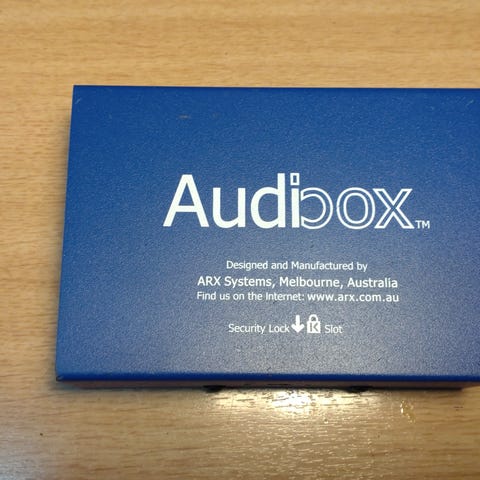 Audibox™
Designed and Manufactured by
ARX Systems, Melbourne, Australia
Find us on the Internet: www.arx.com.au
Security Lock K Slot